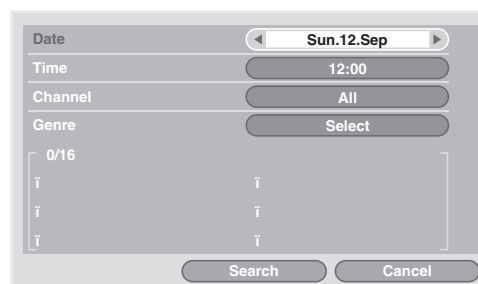 Date Sun.12.Sep
Time 12:00
Channel All
Genre Select
0/16
ï ï
ï ï
ï ï
Search Cancel